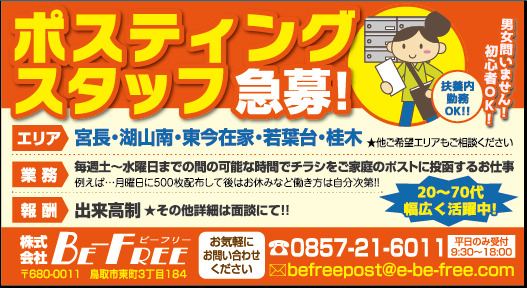 ポスティング
スタッフ急募!
男女問いません!
初心者OK!
扶養内
勤務
OK!!
エリア 宮長・湖山南・東今在家・若葉台・桂木 ★他ご希望エリアもご相談ください
業務 毎週土～水曜日までの間の可能な時間でチラシをご家庭のポストに投函するお仕事
例えば…月曜日に500枚配布して後はお休みなど働き方は自分次第!!
報酬 出来高制 ★その他詳細は面談にて!!
20～70代
幅広く活躍中!
株式会社 BE-FREE ビーフリー
〒680-0011 鳥取市東町3丁目184
お気軽に
お問い合わせ
ください
☎0857-21-6011 平日のみ受付
9:30～18:00
✉befreepost@e-be-free.com